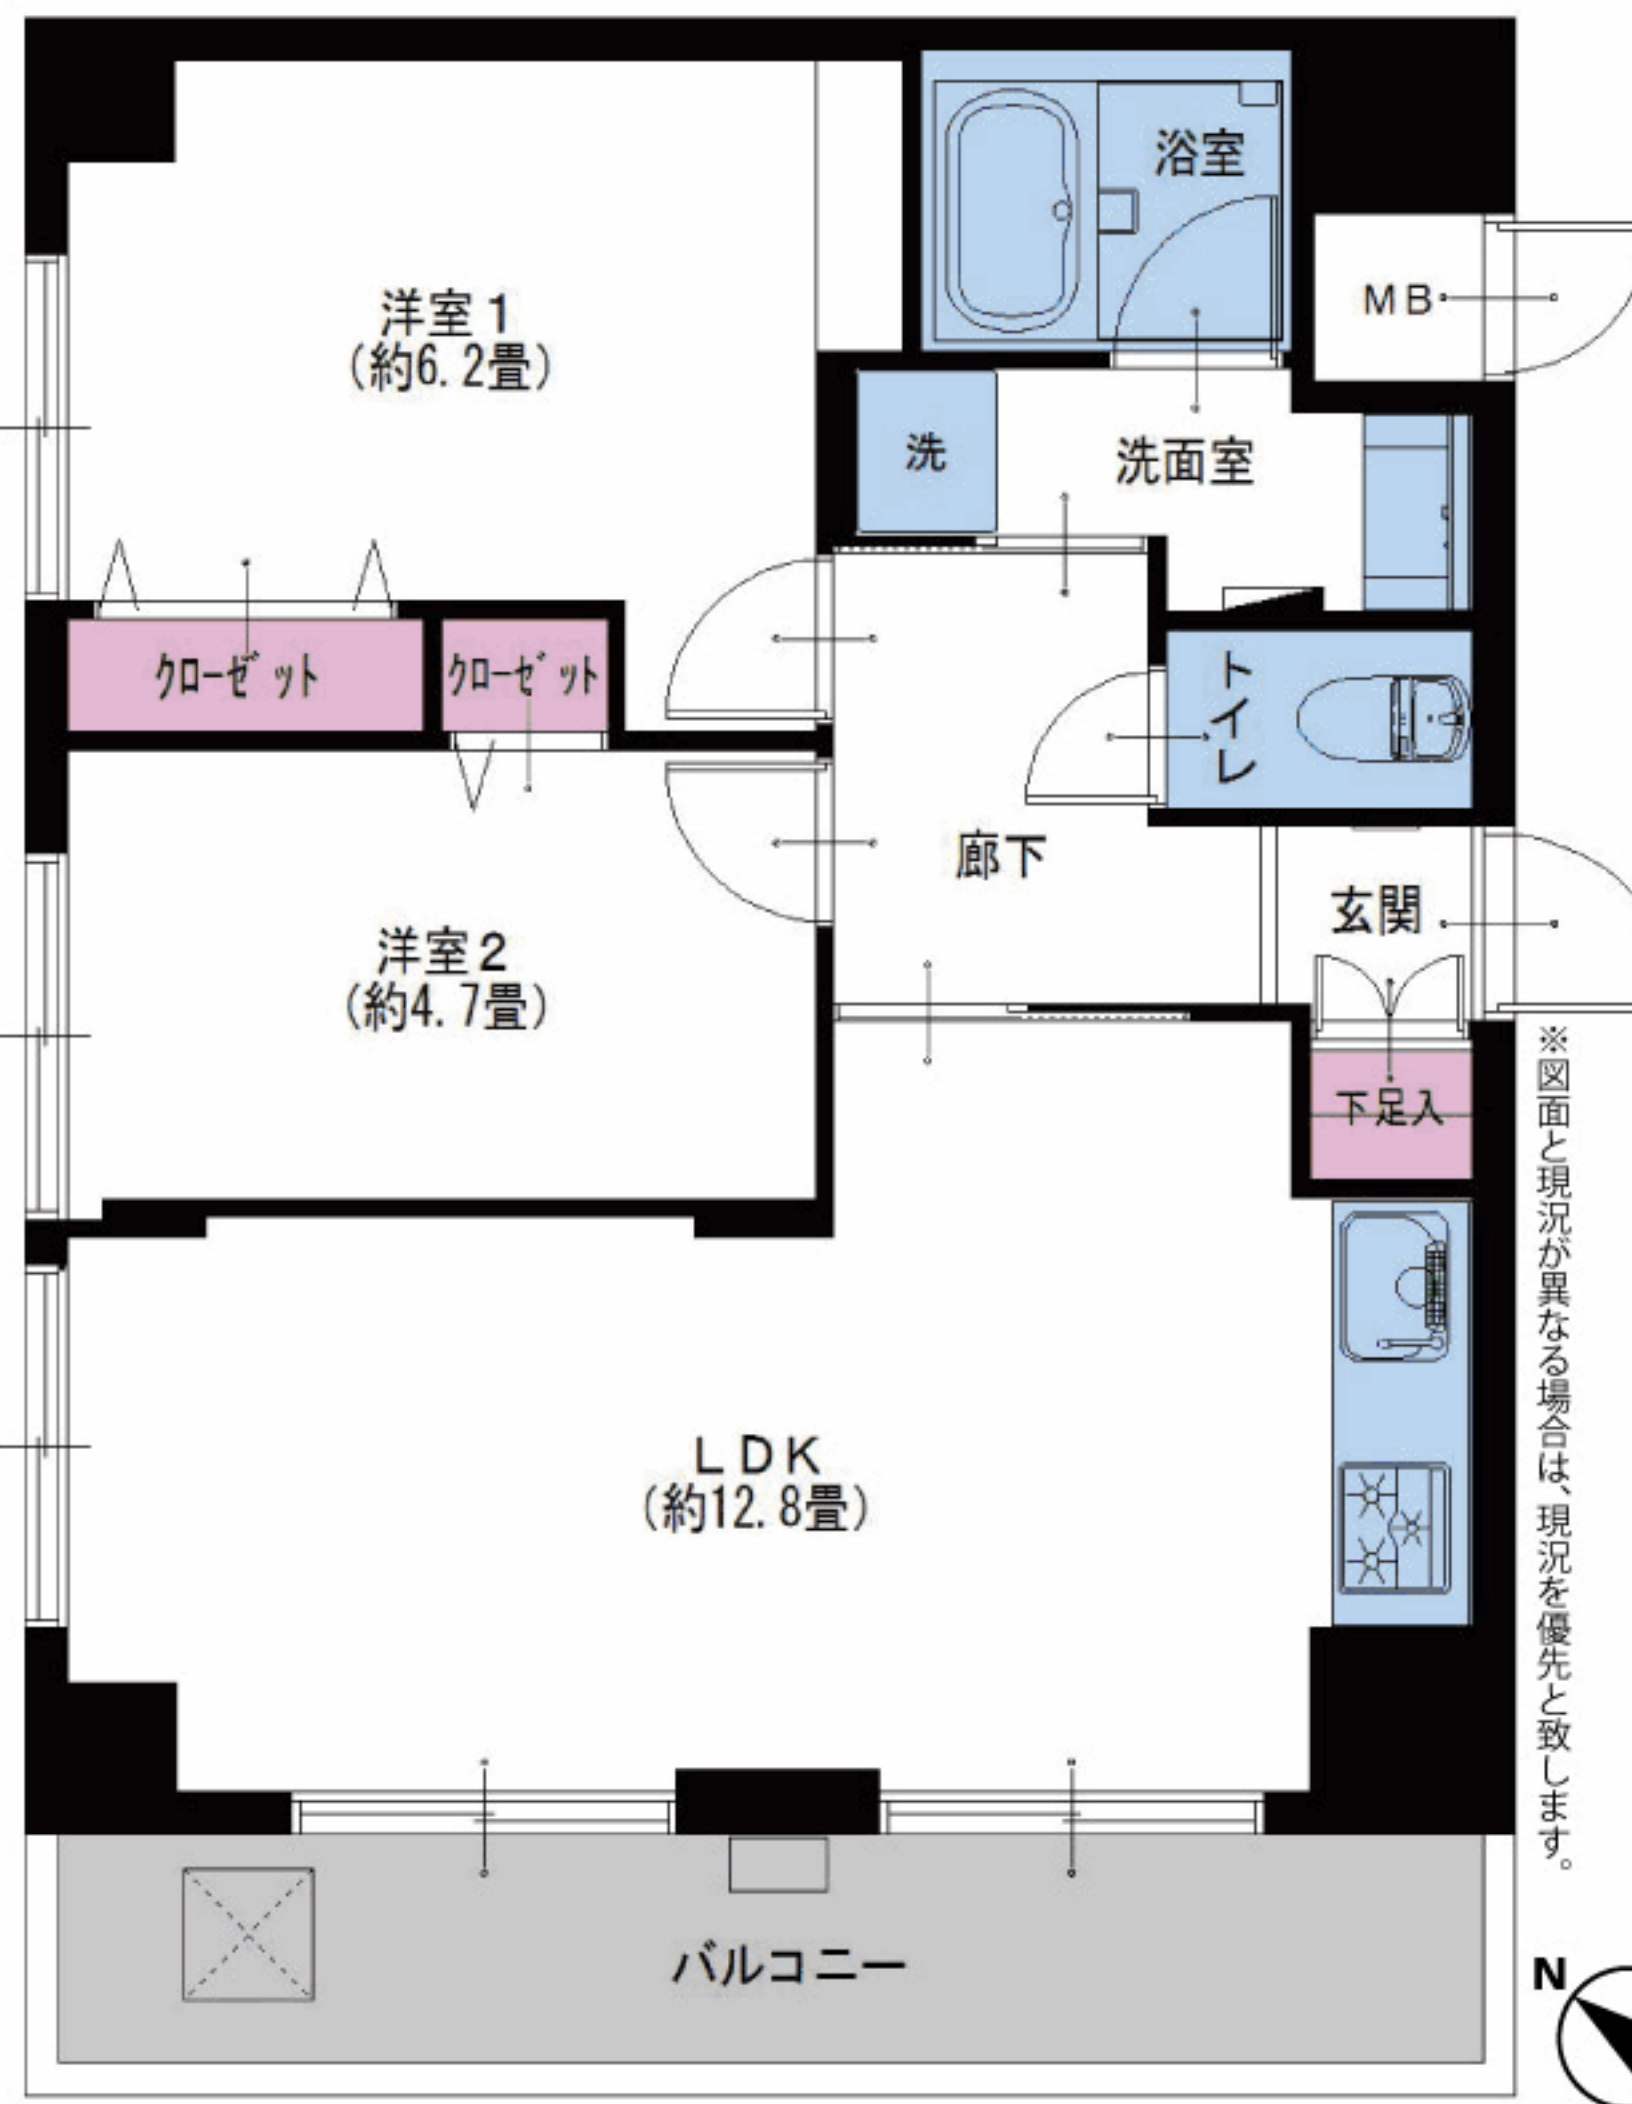 浴室
洋室1
(約6.2畳)
MB
洗
洗面室
クローゼット
クローゼット
トイレ
廊下
玄関
洋室2
(約4.7畳)
下足入
LDK
(約12.8畳)
バルコニー
※図面と現況が異なる場合は、現況を優先と致します。
N